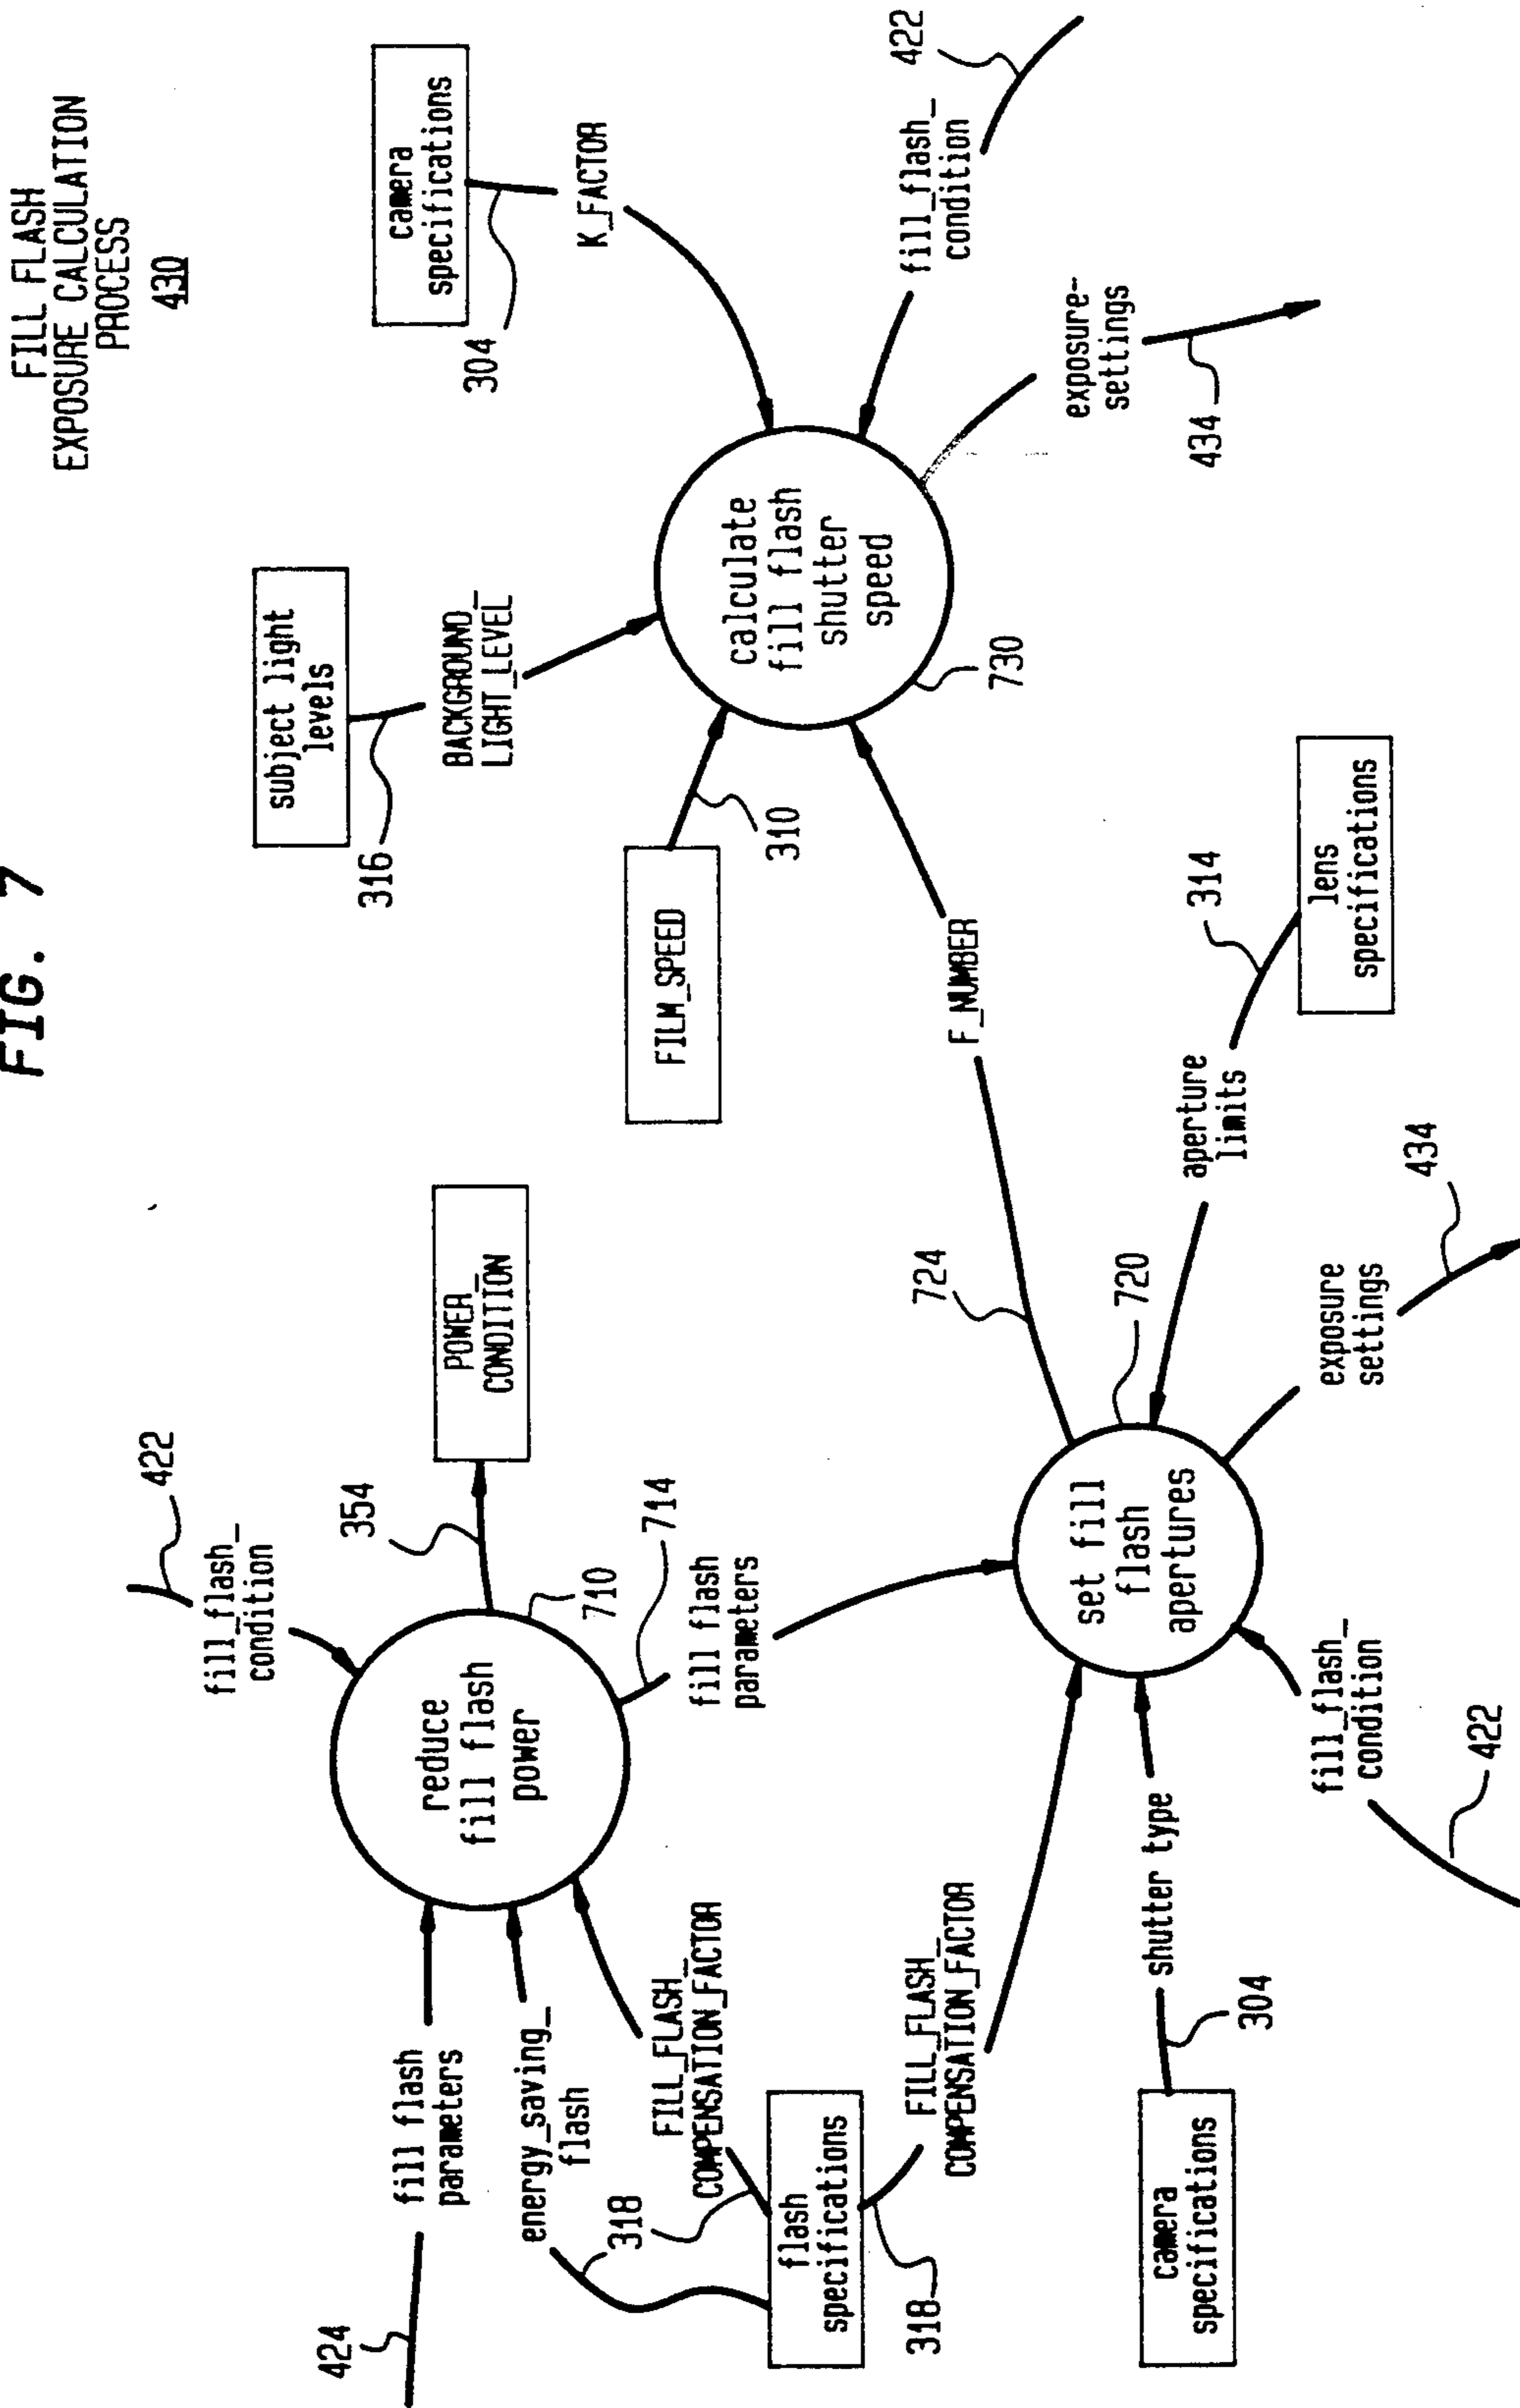 FIG. 7
FILL FLASH
EXPOSURE CALCULATION
PROCESS
430
424
fill flash
parameters
energy_saving_
flash
318
FILL_FLASH_
COMPENSATION_FACTOR
flash
specifications
318
FILL_FLASH_
COMPENSATION_FACTOR
camera
specifications
304
shutter type
fill_flash_
condition
422
reduce
fill flash
power
710
354
POWER_
CONDITION
714
fill flash
parameters
set fill
flash
apertures
720
fill_flash_
condition
422
exposure
settings
434
724
F_NUMBER
aperture
limits
314
lens
specifications
FILM_SPEED
310
subject light
levels
316
BACKGROUND_
LIGHT_LEVEL_
calculate
fill flash
shutter
speed
730
camera
specifications
304
K_FACTOR
fill_flash_
condition
422
exposure-
settings
434